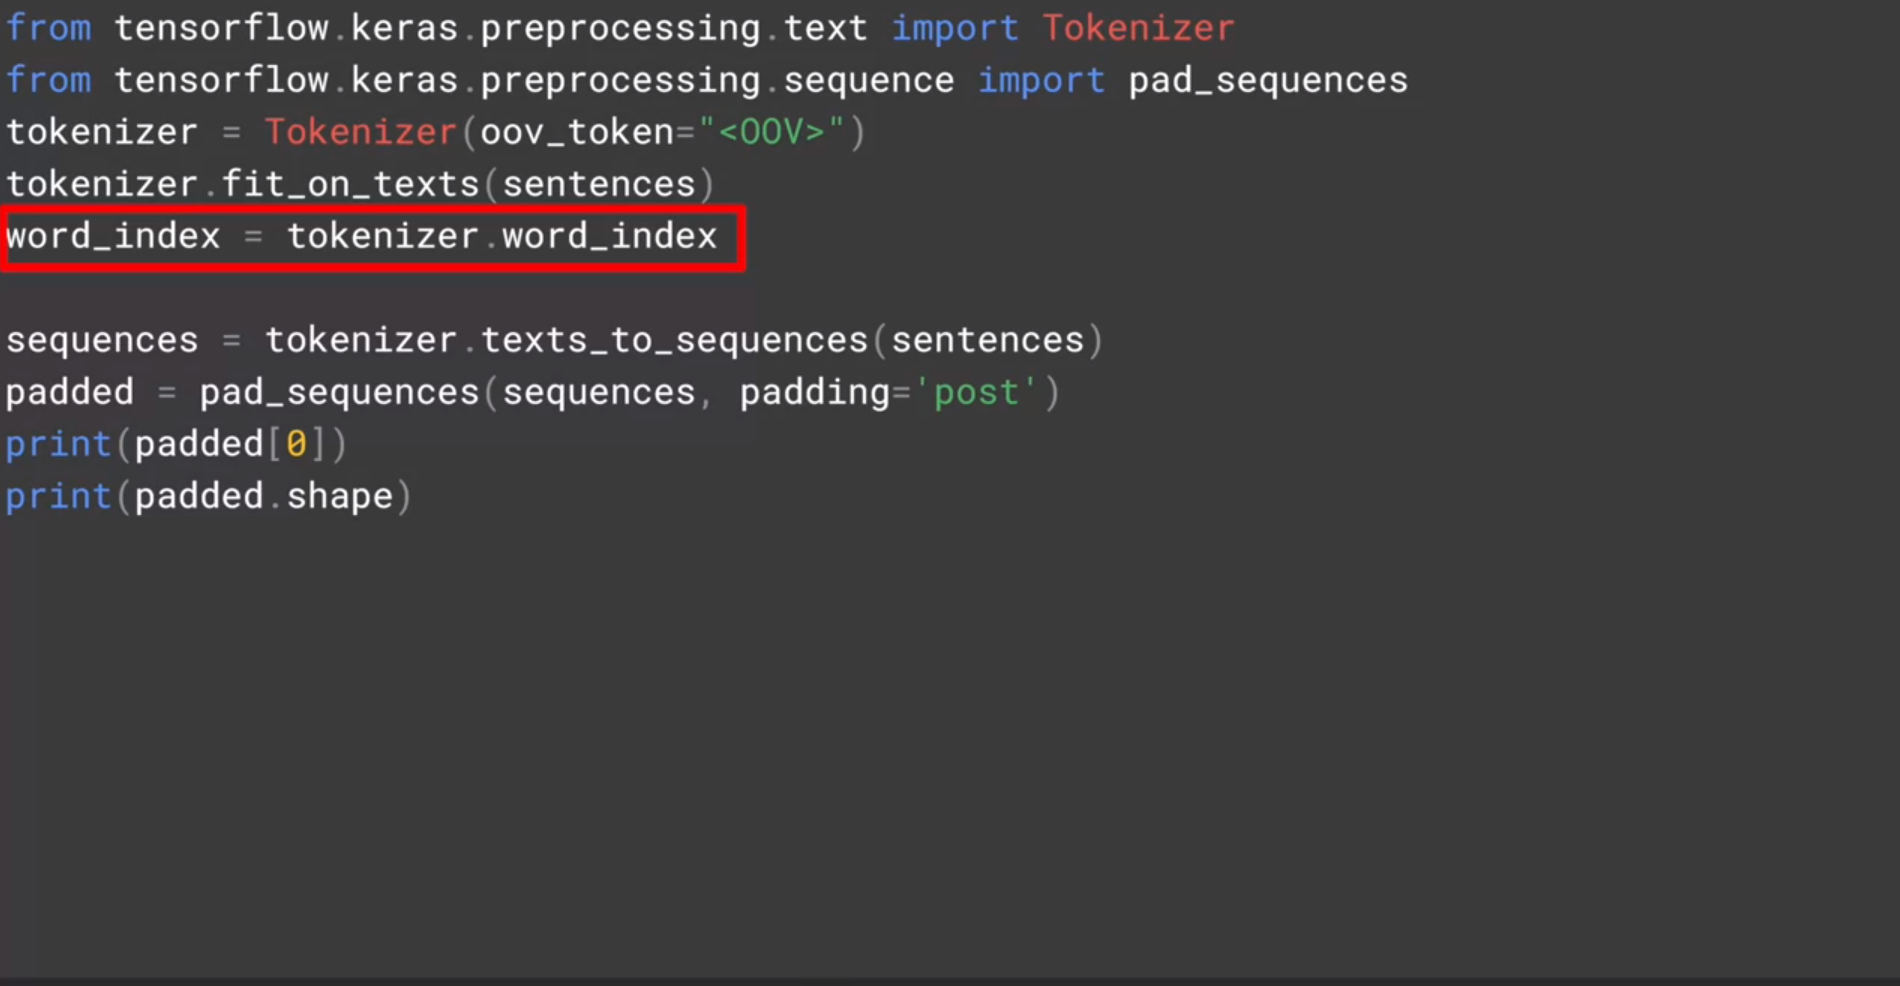 from tensorflow.keras.preprocessing.text import Tokenizer
from tensorflow.keras.preprocessing.sequence import pad_sequences
tokenizer = Tokenizer(oov_token="<OOV>")
tokenizer.fit_on_texts(sentences)
word_index = tokenizer.word_index
sequences = tokenizer.texts_to_sequences(sentences)
padded = pad_sequences(sequences, padding='post')
print(padded[0])
print(padded.shape)